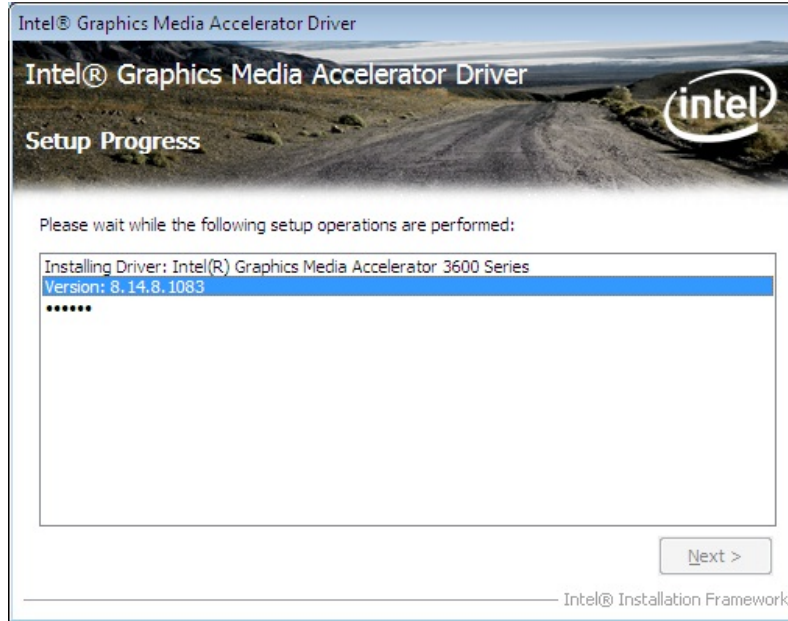 Intel® Graphics Media Accelerator Driver
Intel® Graphics Media Accelerator Driver
intel
Setup Progress
Please wait while the following setup operations are performed:
Installing Driver: Intel(R) Graphics Media Accelerator 3600 Series
Version: 8.14.8.1083
••••••
Next >
Intel® Installation Framework